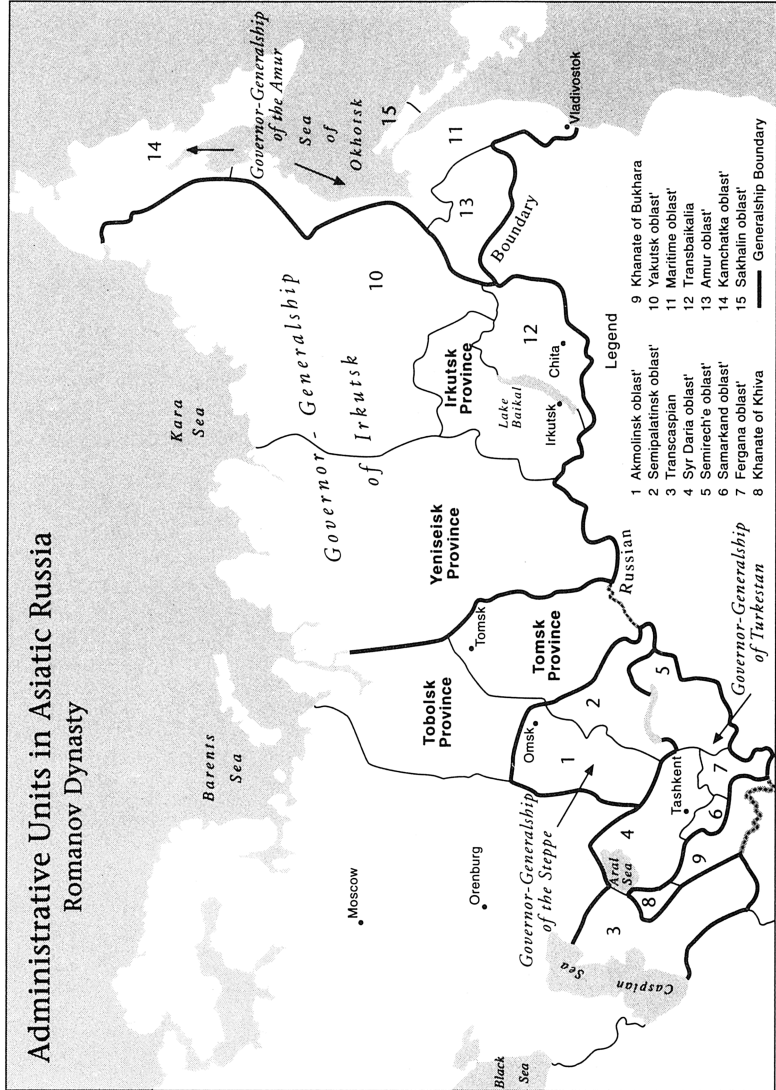 Administrative Units in Asiatic Russia
Romanov Dynasty
Barents
Sea
Kara
Sea
14
Governor-Generalship
of the Amur
Sea
of
Okhotsk
15
11
13
Vladivostok
Boundary
10
Governor-Generalship
of Irkutsk
Irkutsk
Province
Lake
Baikal
12
Chita
Irkutsk
Yeniseisk
Province
Russian
Tobolsk
Province
Tomsk
Tomsk
Province
Omsk
1
2
5
Governor-Generalship
of the Steppe
Governor-Generalship
of Turkestan
Tashkent
7
6
4
9
8
3
Aral
Sea
Caspian
Sea
Black
Sea
Moscow
Orenburg
Legend
1 Akmolinsk oblast'
2 Semipalatinsk oblast'
3 Transcaspian
4 Syr Daria oblast'
5 Semirech'e oblast'
6 Samarkand oblast'
7 Fergana oblast'
8 Khanate of Khiva
9 Khanate of Bukhara
10 Yakutsk oblast'
11 Maritime oblast'
12 Transbaikalia
13 Amur oblast'
14 Kamchatka oblast'
15 Sakhalin oblast'
Generalship Boundary